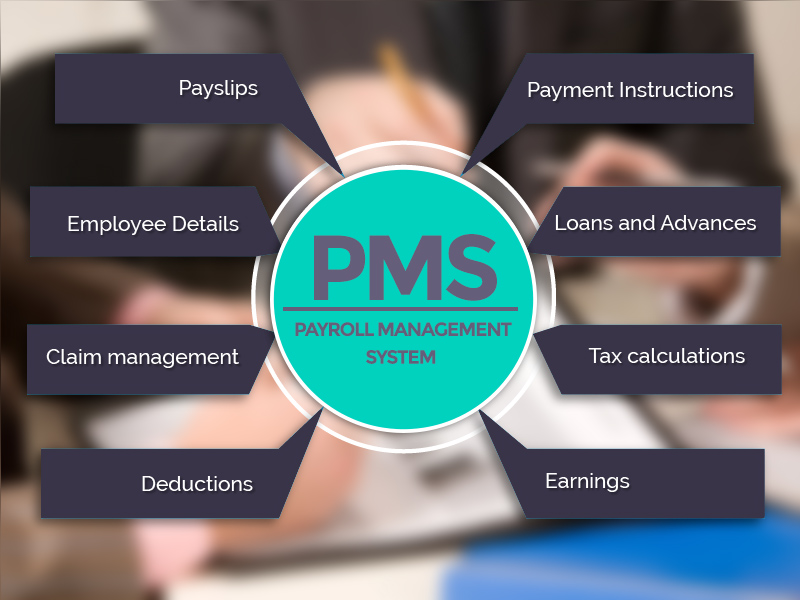 Payslips
Payment Instructions
Employee Details
Loans and Advances
PMS
PAYROLL MANAGEMENT
SYSTEM
Claim management
Tax calculations
Deductions
Earnings